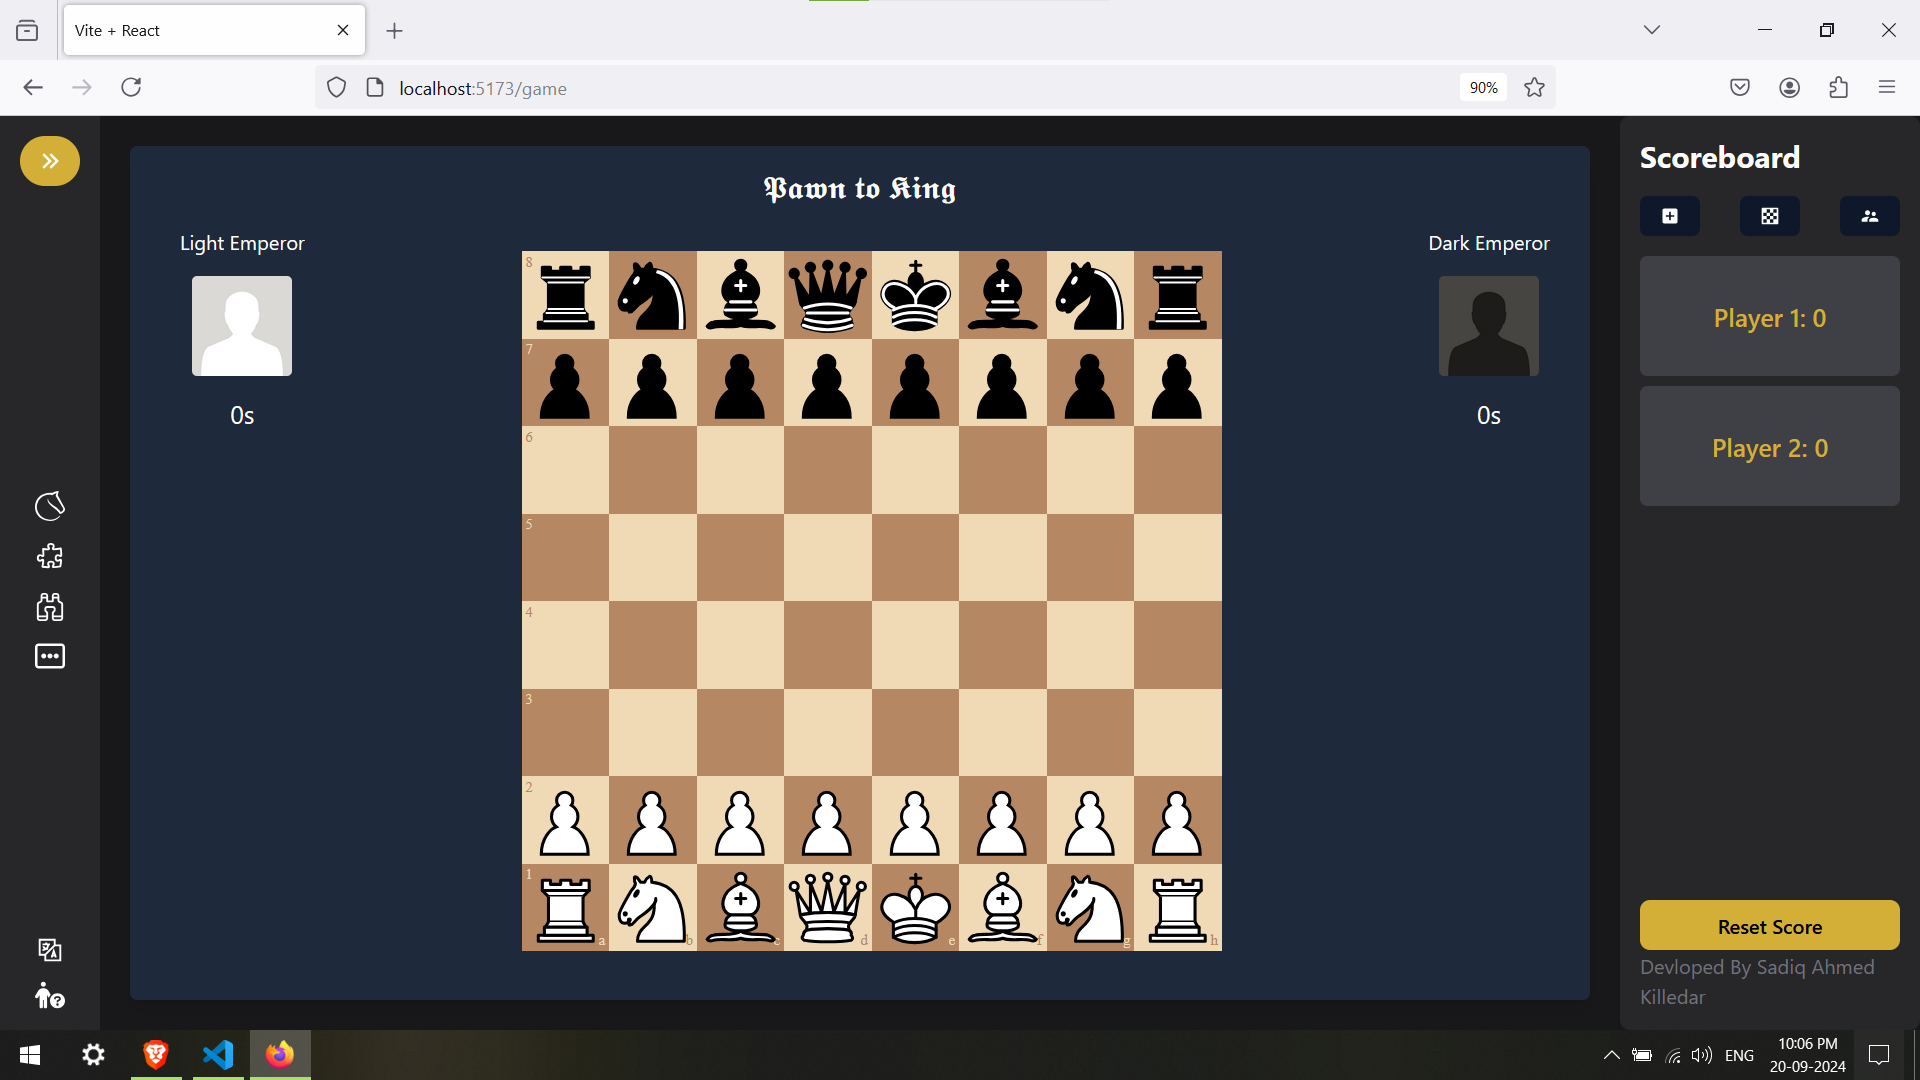 Vite + React
localhost:5173/game
90%
Pawn to King
Light Emperor
0s
Dark Emperor
0s
8
7
6
5
4
3
2
1
a b c d e f g h
Scoreboard
Player 1: 0
Player 2: 0
Reset Score
Devloped By Sadiq Ahmed
Killedar
ENG
10:06 PM
20-09-2024